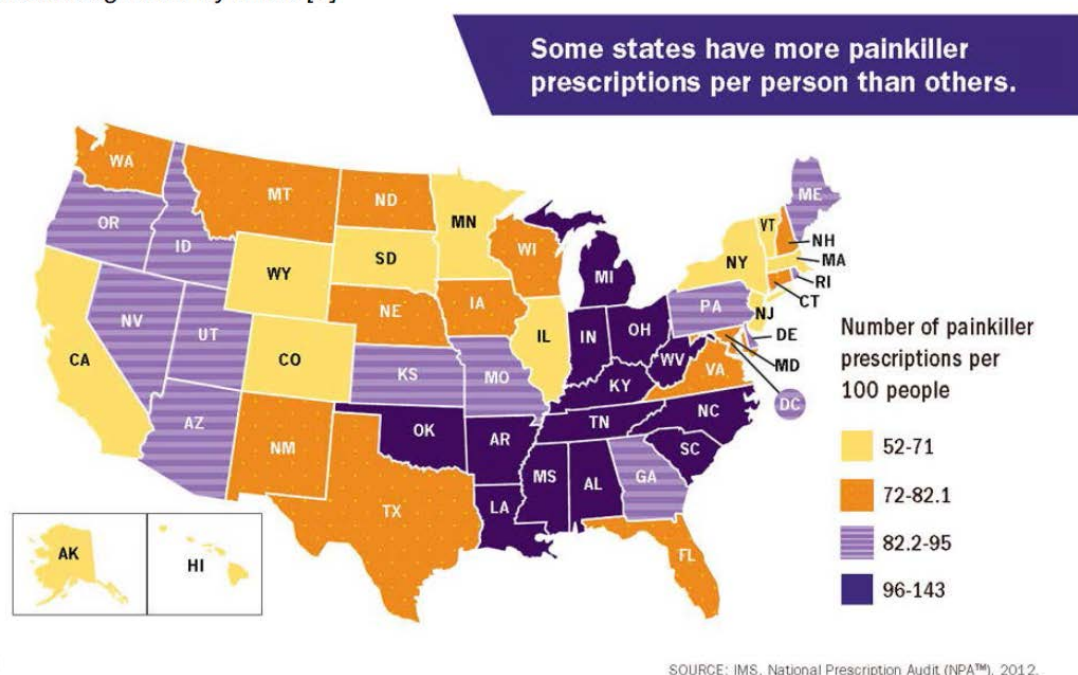 Some states have more painkiller
prescriptions per person than others.
WA
MT
ND
MN
OR
ID
WY
SD
WI
NV
UT
CO
NE
IA
IL
CA
AZ
NM
KS
MO
OK
TX
AR
LA
MS
AL
TN
KY
IN
OH
MI
WV
VA
NC
SC
GA
FL
PA
NY
VT
ME
NH
MA
RI
CT
NJ
DE
MD
DC
AK
HI
Number of painkiller
prescriptions per
100 people
52-71
72-82.1
82.2-95
96-143
SOURCE: IMS, National Prescription Audit (NPA™), 2012.